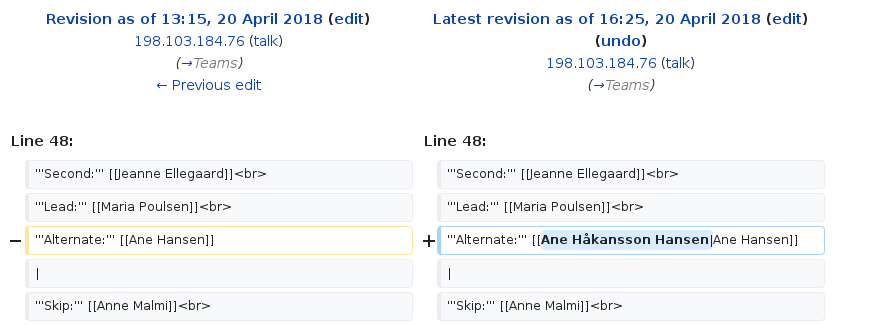 Revision as of 13:15, 20 April 2018 (edit)
198.103.184.76 (talk)
(→Teams)
← Previous edit
Latest revision as of 16:25, 20 April 2018 (edit)
(undo)
198.103.184.76 (talk)
(→Teams)
Line 48:
Line 48:
'''Second:''' [[Jeanne Ellegaard]]<br>
'''Second:''' [[Jeanne Ellegaard]]<br>
'''Lead:''' [[Maria Poulsen]]<br>
'''Lead:''' [[Maria Poulsen]]<br>
− '''Alternate:''' [[Ane Hansen]]
+ '''Alternate:''' [[Ane Håkansson Hansen|Ane Hansen]]
|
|
'''Skip:''' [[Anne Malmi]]<br>
'''Skip:''' [[Anne Malmi]]<br>